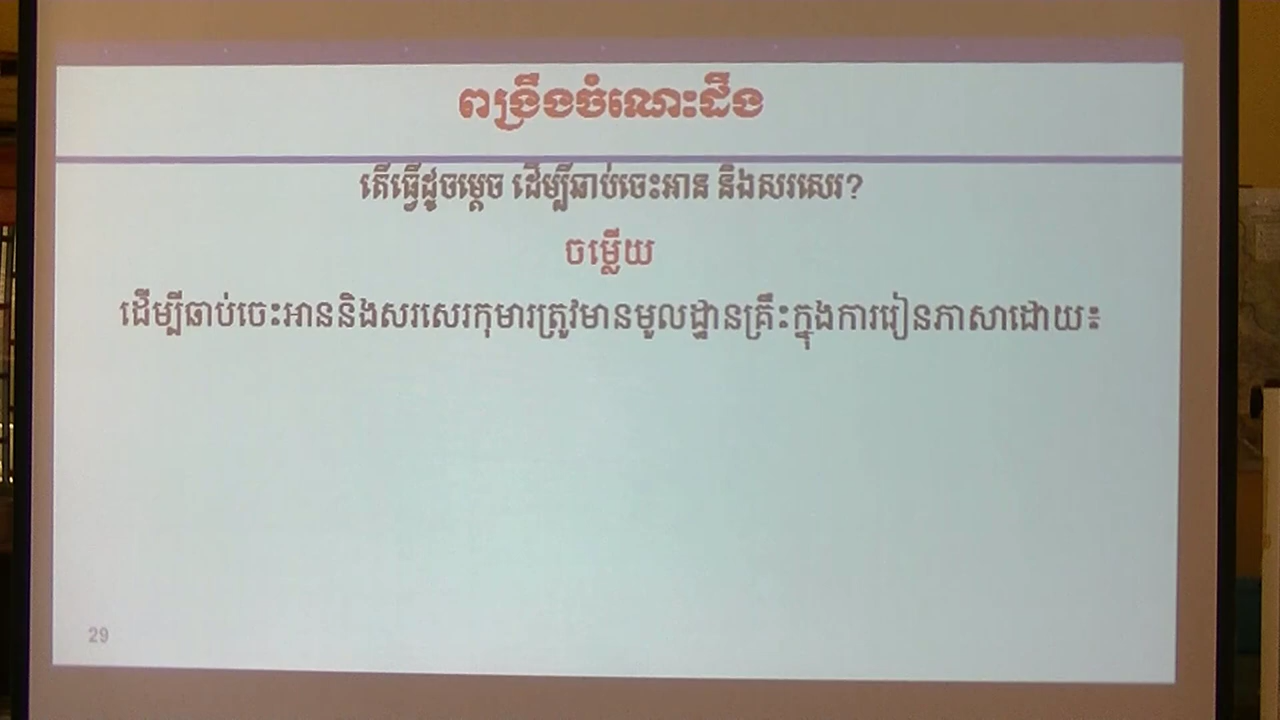 ពង្រឹងចំណេះដឹង
តើធ្វើដូចម្តេច ដើម្បីឆាប់ចេះអាន និងសរសេរ?
ចម្លើយ
ដើម្បីឆាប់ចេះអាននិងសរសេរកុមារត្រូវមានមូលដ្ឋានគ្រឹះក្នុងការរៀនភាសាដោយ៖
29